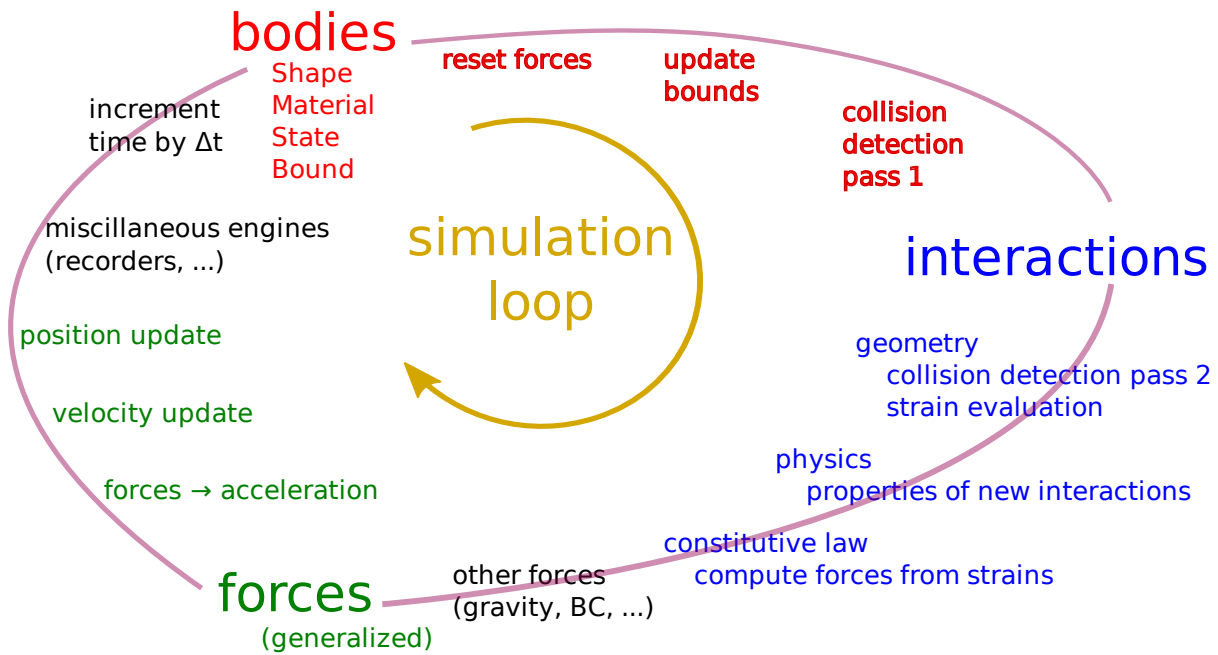 bodies
Shape
Material
State
Bound
reset forces
update
bounds
collision
detection
pass 1
interactions
geometry
collision detection pass 2
strain evaluation
physics
properties of new interactions
constitutive law
compute forces from strains
other forces
(gravity, BC, ...)
forces
(generalized)
forces → acceleration
velocity update
position update
miscillaneous engines
(recorders, ...)
increment
time by Δt
simulation
loop